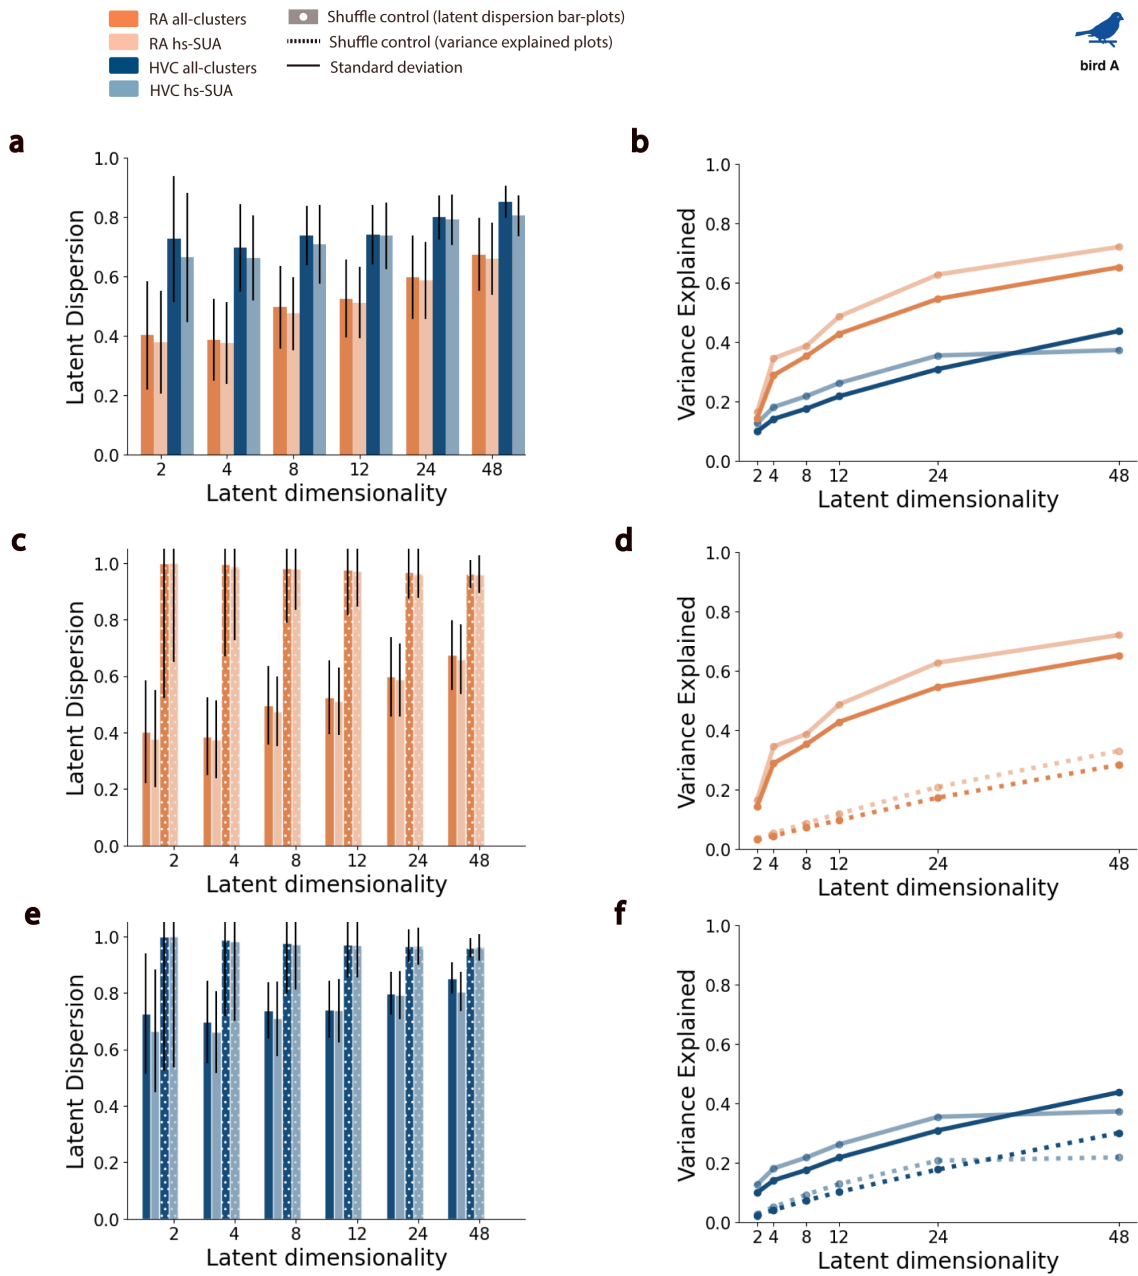 RA all-clusters
RA hs-SUA
HVC all-clusters
HVC hs-SUA
Shuffle control (latent dispersion bar-plots)
Shuffle control (variance explained plots)
Standard deviation
bird A
a
1.0
0.8
0.6
0.4
0.2
0.0
Latent Dispersion
2 4 8 12 24 48
Latent dimensionality
b
1.0
0.8
0.6
0.4
0.2
0.0
Variance Explained
2 4 8 12 24 48
Latent dimensionality
c
1.0
0.8
0.6
0.4
0.2
0.0
Latent Dispersion
2 4 8 12 24 48
Latent dimensionality
d
1.0
0.8
0.6
0.4
0.2
0.0
Variance Explained
2 4 8 12 24 48
Latent dimensionality
e
1.0
0.8
0.6
0.4
0.2
0.0
Latent Dispersion
2 4 8 12 24 48
Latent dimensionality
f
1.0
0.8
0.6
0.4
0.2
0.0
Variance Explained
2 4 8 12 24 48
Latent dimensionality